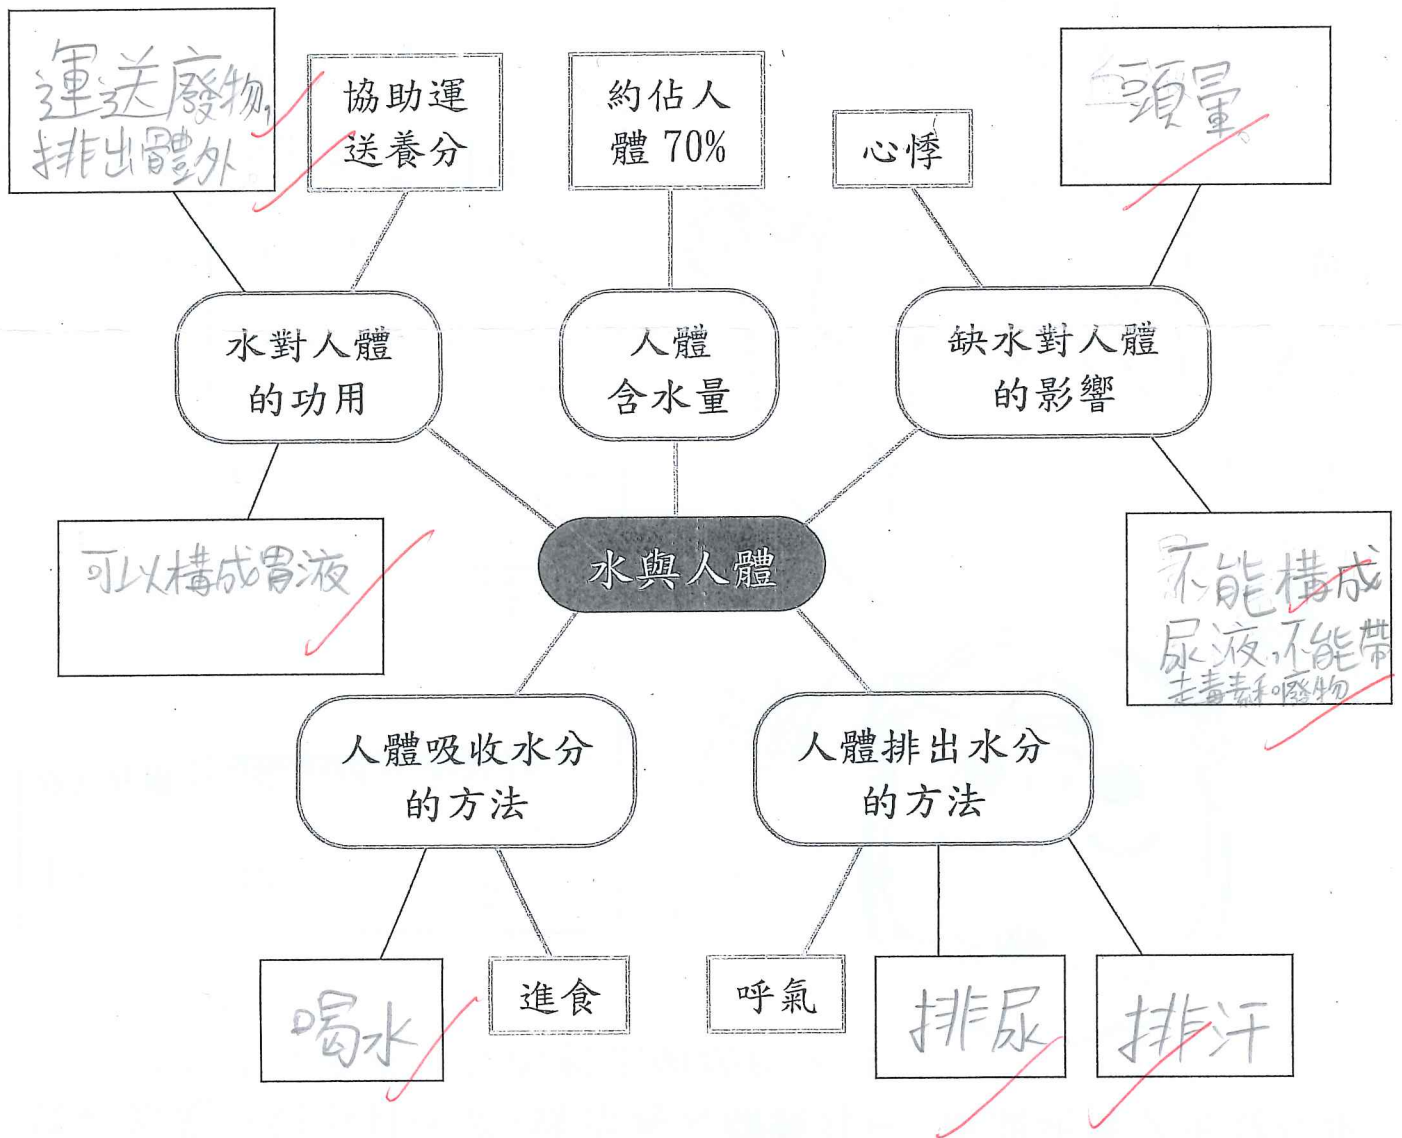 運送廢物，
排出體外
協助運
送養分
約佔人
體 70%
心悸
頭暈。
水對人體
的功用
人體
含水量
缺水對人體
的影響
可以構成胃液
水與人體
不能構成
尿液，不能帶
走毒素和廢物
人體吸收水分
的方法
人體排出水分
的方法
喝水
進食
呼氣
排尿
排汗